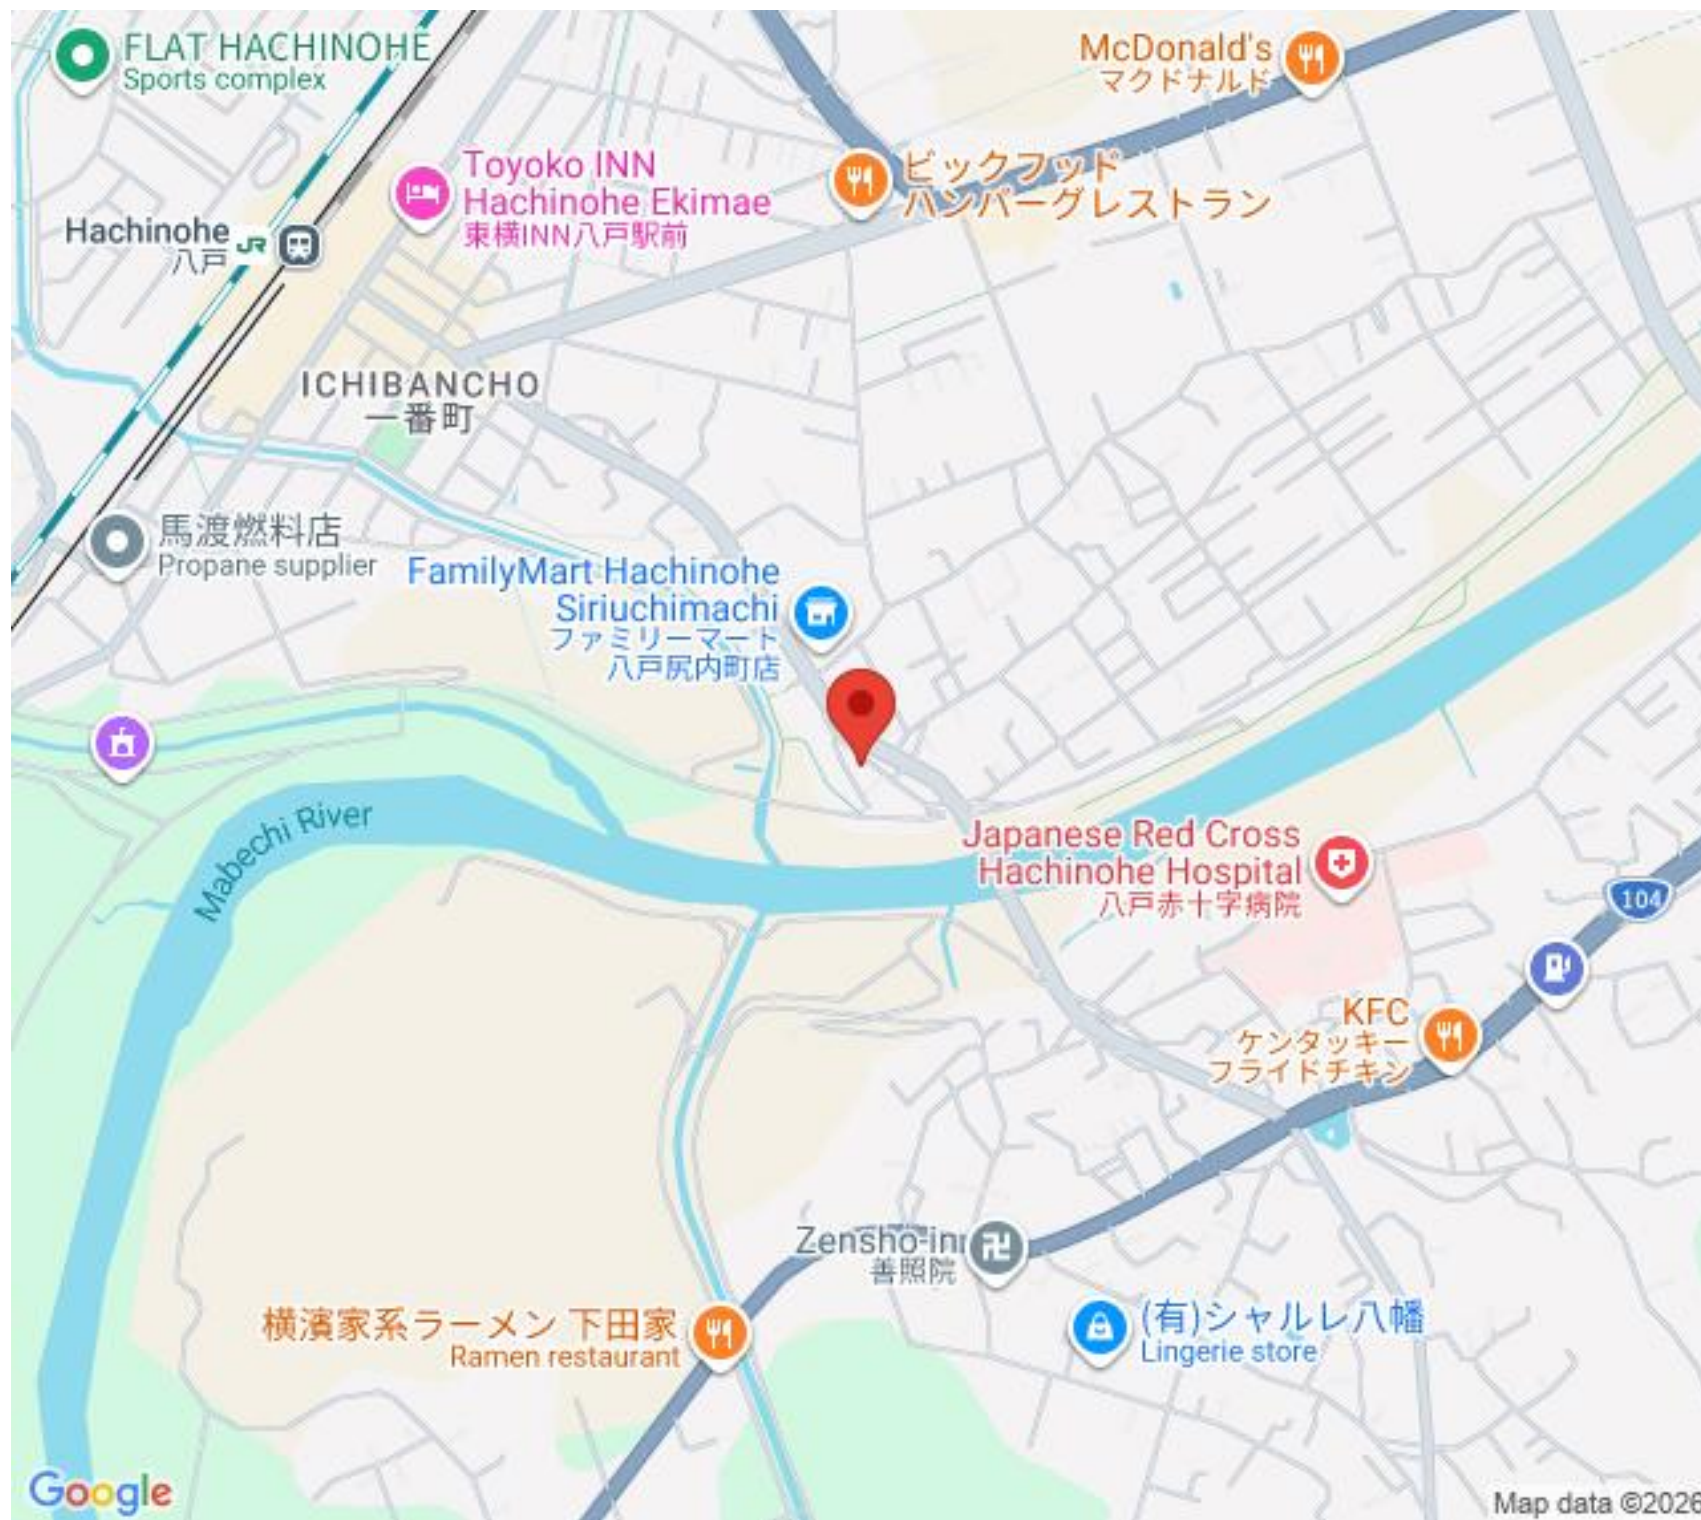 FLAT HACHINOHE
Sports complex
McDonald's
マクドナルド
Toyoko INN
Hachinohe Ekimae
東横INN八戸駅前
ビックフッド
ハンバーグレストラン
Hachinohe
八戸
JR
ICHIBANCHO
一番町
馬渡燃料店
Propane supplier
FamilyMart Hachinohe
Siriuchimachi
ファミリーマート
八戸尻内町店
Mabechi River
Japanese Red Cross
Hachinohe Hospital
八戸赤十字病院
104
KFC
ケンタッキー
フライドチキン
Zensho-inn
善照院
横濱家系ラーメン 下田家
Ramen restaurant
(有)シャルレ八幡
Lingerie store
Google
Map data ©2026